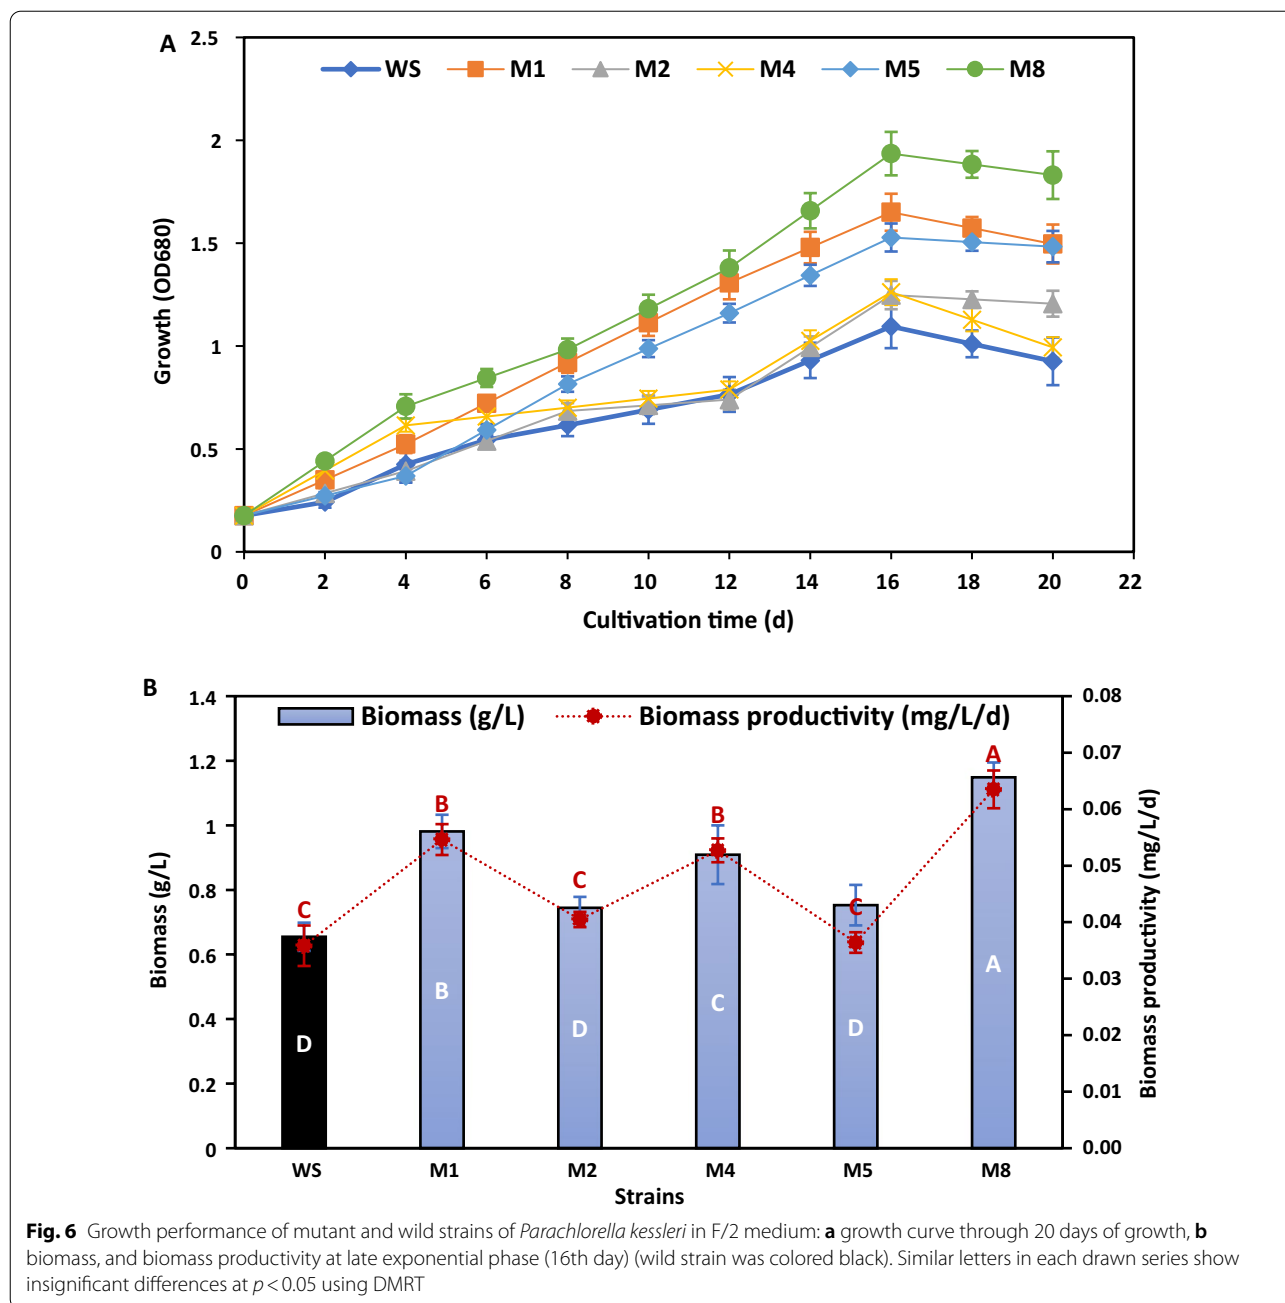 A
WS M1 M2 M4 M5 M8
2.5
2
1.5
1
0.5
0
Growth (OD680)
0 2 4 6 8 10 12 14 16 18 20 22
Cultivation time (d)
B
Biomass (g/L) Biomass productivity (mg/L/d)
1.4
1.2
1
0.8
0.6
0.4
0.2
0
Biomass (g/L)
0.08
0.07
0.06
0.05
0.04
0.03
0.02
0.01
0.00
Biomass productivity (mg/L/d)
C B C B C A
D B D C D A
WS M1 M2 M4 M5 M8
Strains
Fig. 6 Growth performance of mutant and wild strains of Parachlorella kessleri in F/2 medium: a growth curve through 20 days of growth, b
biomass, and biomass productivity at late exponential phase (16th day) (wild strain was colored black). Similar letters in each drawn series show
insignificant differences at p < 0.05 using DMRT